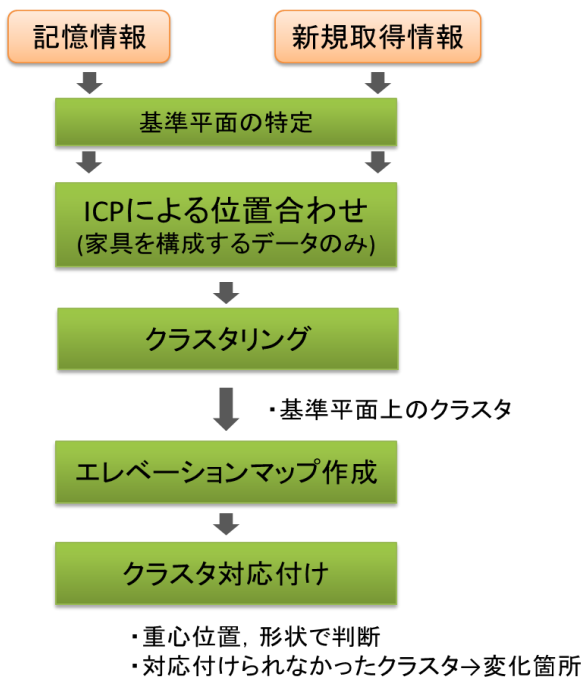 記憶情報
新規取得情報
基準平面の特定
ICPによる位置合わせ
(家具を構成するデータのみ)
クラスタリング
・基準平面上のクラスタ
エレベーションマップ作成
クラスタ対応付け
・重心位置，形状で判断
・対応付けられなかったクラスタ→変化箇所